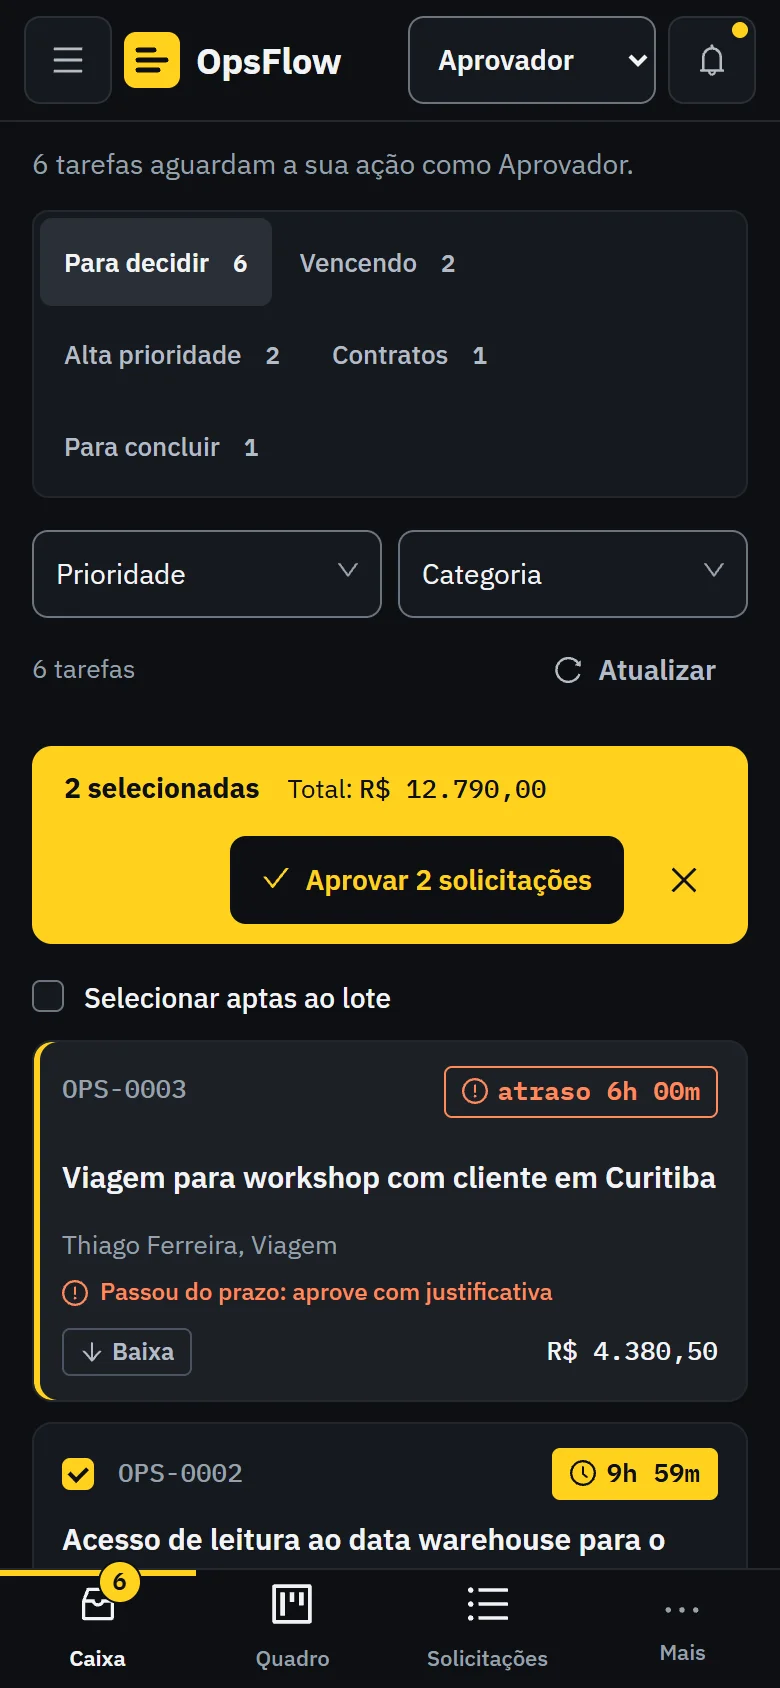 OpsFlow
Aprovador
6 tarefas aguardam a sua ação como Aprovador.
Para decidir 6
Vencendo 2
Alta prioridade 2
Contratos 1
Para concluir 1
Prioridade
Categoria
6 tarefas
Atualizar
2 selecionadas Total: R$ 12.790,00
Aprovar 2 solicitações
Selecionar aptas ao lote
OPS-0003
atraso 6h 00m
Viagem para workshop com cliente em Curitiba
Thiago Ferreira, Viagem
Passou do prazo: aprove com justificativa
Baixa
R$ 4.380,50
OPS-0002
9h 59m
Acesso de leitura ao data warehouse para o
6
Caixa
Quadro
Solicitações
Mais